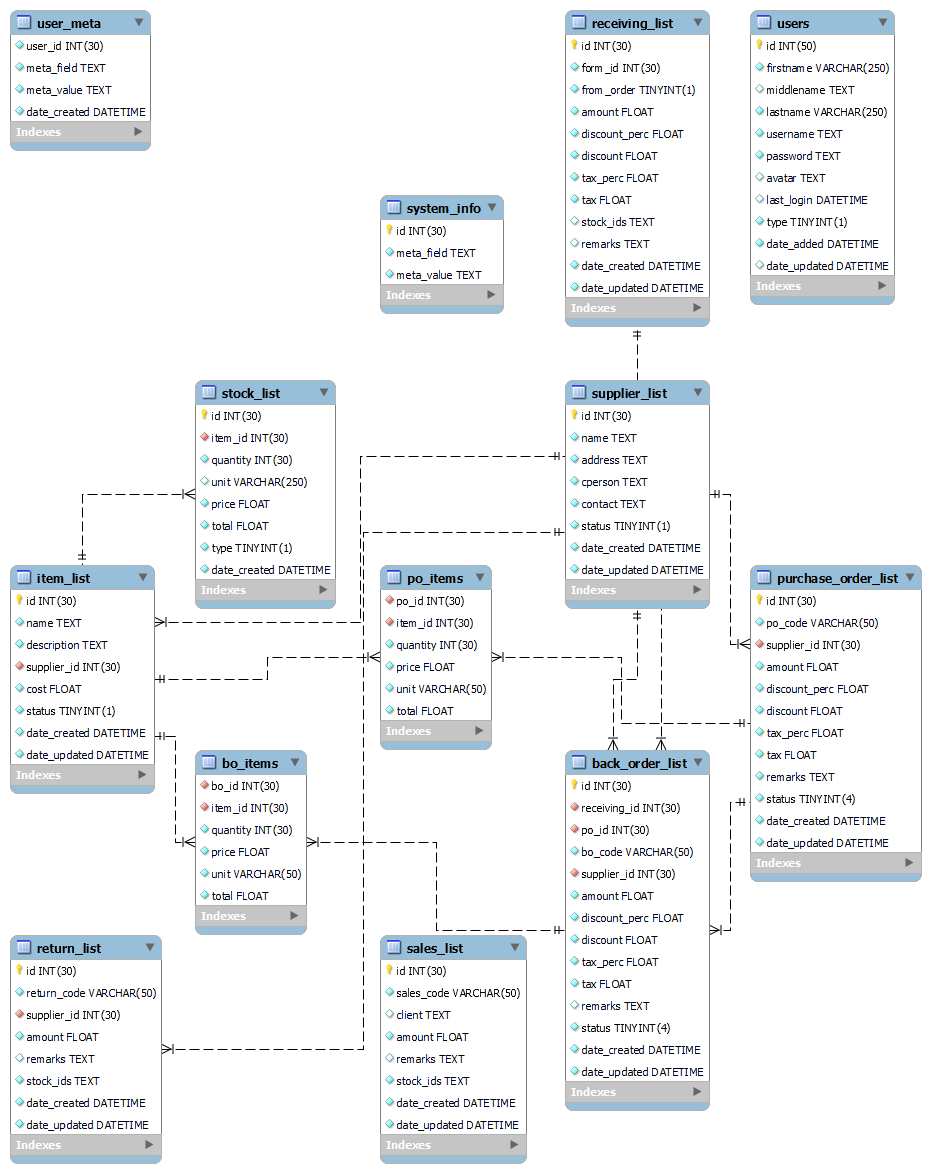 user_meta
user_id INT(30)
meta_field TEXT
meta_value TEXT
date_created DATETIME
Indexes
receiving_list
id INT(30)
form_id INT(30)
from_order TINYINT(1)
amount FLOAT
discount_perc FLOAT
discount FLOAT
tax_perc FLOAT
tax FLOAT
stock_ids TEXT
remarks TEXT
date_created DATETIME
date_updated DATETIME
Indexes
users
id INT(50)
firstname VARCHAR(250)
middlename TEXT
lastname VARCHAR(250)
username TEXT
password TEXT
avatar TEXT
last_login DATETIME
type TINYINT(1)
date_added DATETIME
date_updated DATETIME
Indexes
system_info
id INT(30)
meta_field TEXT
meta_value TEXT
Indexes
stock_list
id INT(30)
item_id INT(30)
quantity INT(30)
unit VARCHAR(250)
price FLOAT
total FLOAT
type TINYINT(1)
date_created DATETIME
Indexes
supplier_list
id INT(30)
name TEXT
address TEXT
cperson TEXT
contact TEXT
status TINYINT(1)
date_created DATETIME
date_updated DATETIME
Indexes
item_list
id INT(30)
name TEXT
description TEXT
supplier_id INT(30)
cost FLOAT
status TINYINT(1)
date_created DATETIME
date_updated DATETIME
Indexes
po_items
po_id INT(30)
item_id INT(30)
quantity INT(30)
price FLOAT
unit VARCHAR(50)
total FLOAT
Indexes
purchase_order_list
id INT(30)
po_code VARCHAR(50)
supplier_id INT(30)
amount FLOAT
discount_perc FLOAT
discount FLOAT
tax_perc FLOAT
tax FLOAT
remarks TEXT
status TINYINT(4)
date_created DATETIME
date_updated DATETIME
Indexes
bo_items
bo_id INT(30)
item_id INT(30)
quantity INT(30)
price FLOAT
unit VARCHAR(50)
total FLOAT
Indexes
back_order_list
id INT(30)
receiving_id INT(30)
po_id INT(30)
bo_code VARCHAR(50)
supplier_id INT(30)
amount FLOAT
discount_perc FLOAT
discount FLOAT
tax_perc FLOAT
tax FLOAT
remarks TEXT
status TINYINT(4)
date_created DATETIME
date_updated DATETIME
Indexes
return_list
id INT(30)
return_code VARCHAR(50)
supplier_id INT(30)
amount FLOAT
remarks TEXT
stock_ids TEXT
date_created DATETIME
date_updated DATETIME
Indexes
sales_list
id INT(30)
sales_code VARCHAR(50)
client TEXT
amount FLOAT
remarks TEXT
stock_ids TEXT
date_created DATETIME
date_updated DATETIME
Indexes